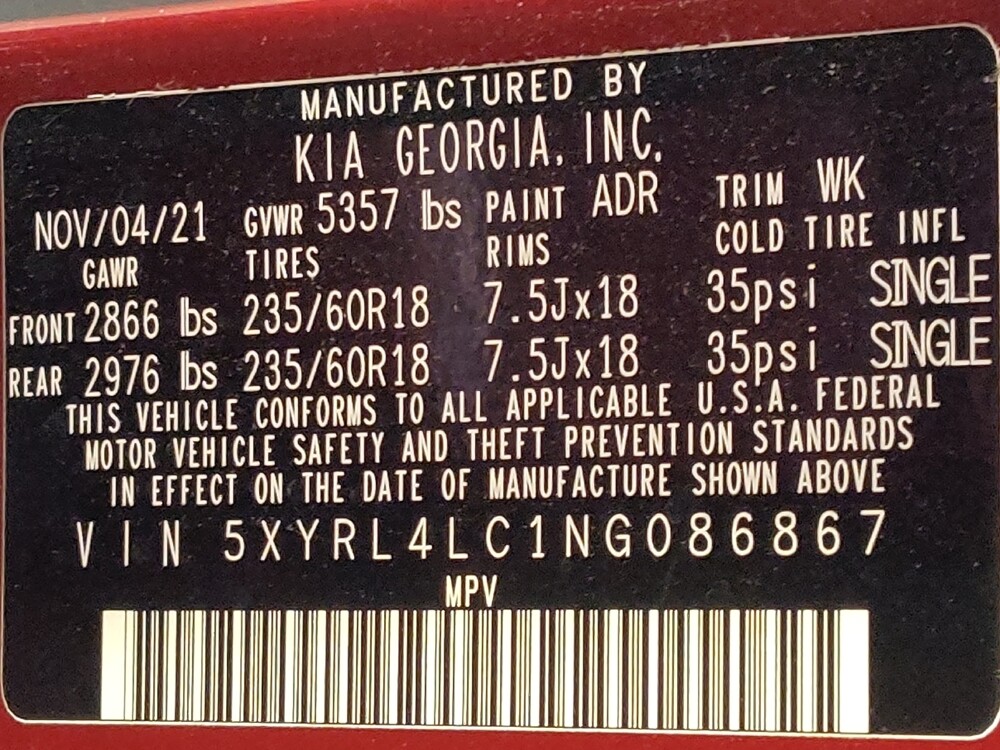 MANUFACTURED BY
KIA GEORGIA, INC.
NOV/04/21 GVWR 5357 lbs PAINT ADR TRIM WK
GAWR TIRES RIMS COLD TIRE INFL
FRONT 2866 lbs 235/60R18 7.5Jx18 35psi SINGLE
REAR 2976 lbs 235/60R18 7.5Jx18 35psi SINGLE
THIS VEHICLE CONFORMS TO ALL APPLICABLE U.S.A. FEDERAL
MOTOR VEHICLE SAFETY AND THEFT PREVENTION STANDARDS
IN EFFECT ON THE DATE OF MANUFACTURE SHOWN ABOVE
VIN 5XYRL4LC1NG086867
MPV